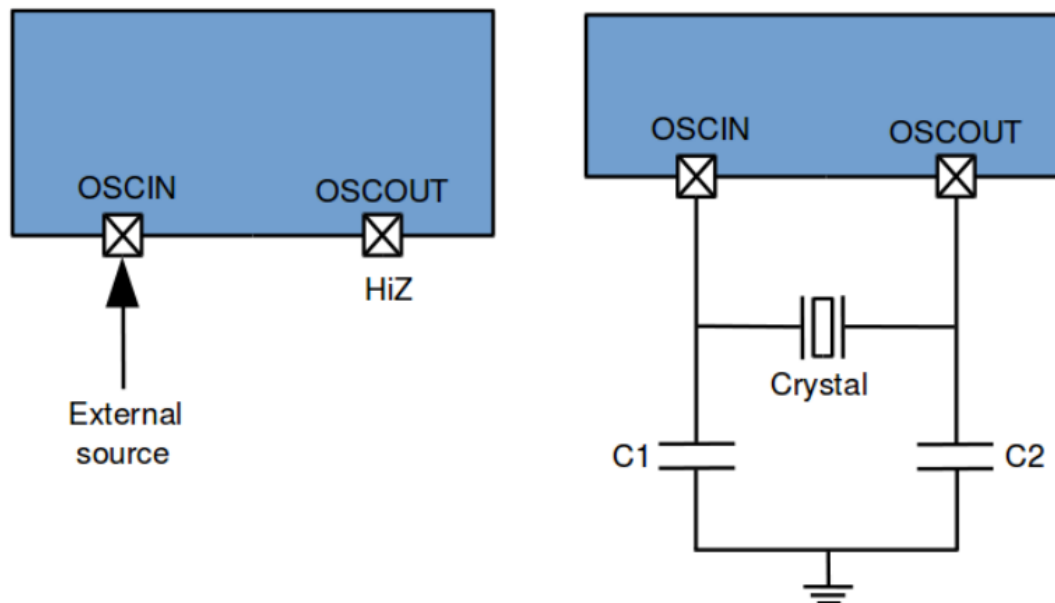 OSCIN
OSCOUT
HiZ
External
source
OSCIN
OSCOUT
Crystal
C1
C2